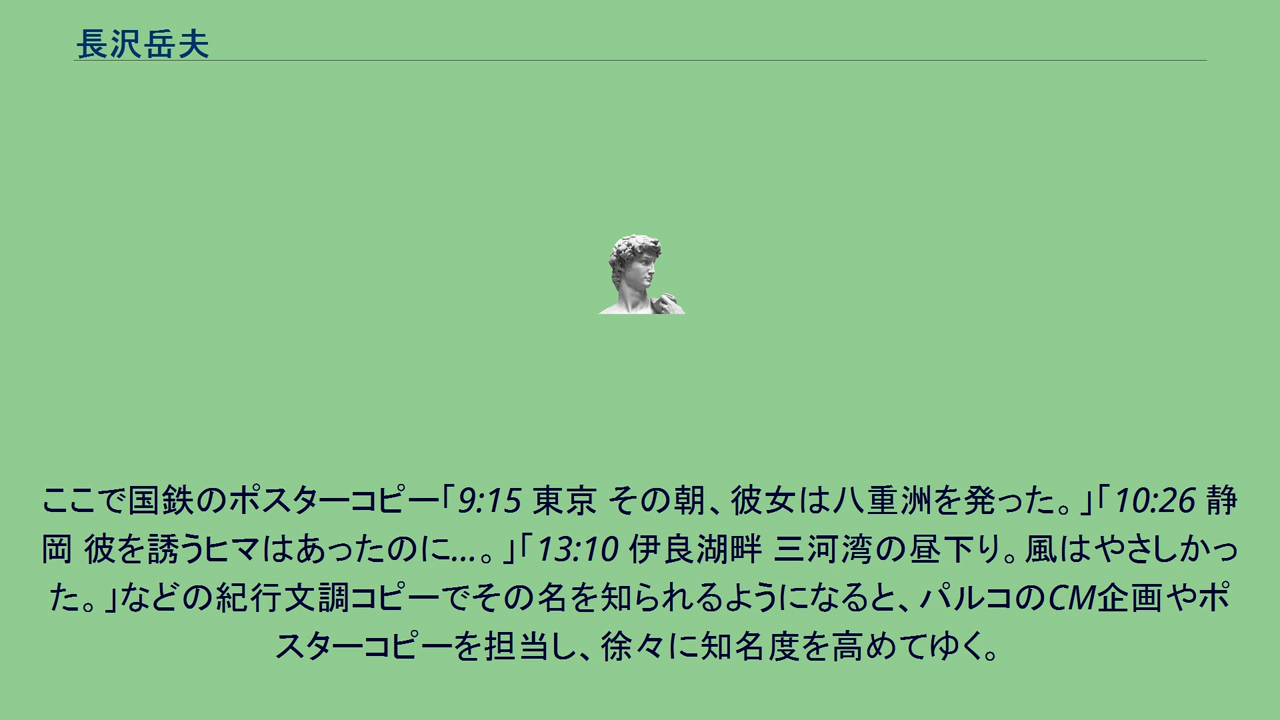 長沢岳夫
ここで国鉄のポスターコピー「9:15 東京 その朝、彼女は八重洲を発った。」「10:26 静
岡 彼を誘うヒマはあったのに…。」「13:10 伊良湖畔 三河湾の昼下り。風はやさしかっ
た。」などの紀行文調コピーでその名を知られるようになると、パルコのCM企画やポ
スターコピーを担当し、徐々に知名度を高めてゆく。